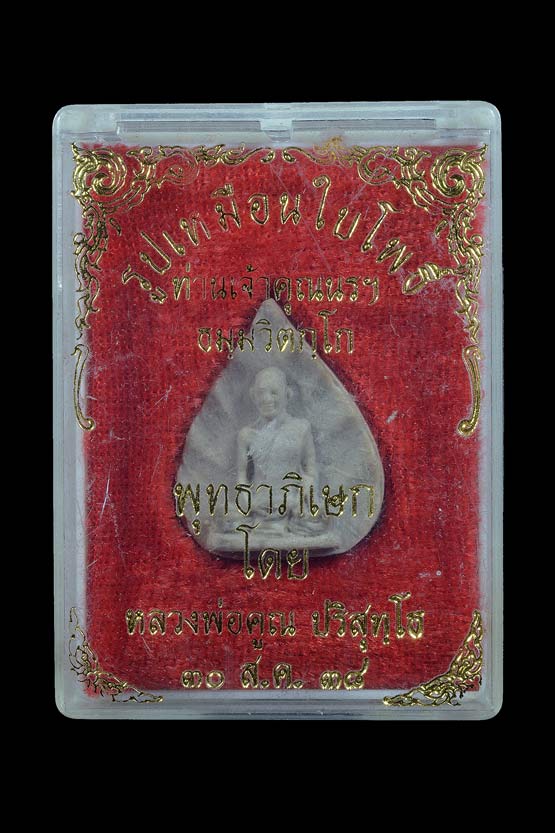 รูปเหมือนใบโพธิ์
ท่านเจ้าคุณนรฯ
ธมฺมวิตกฺโก
พุทธาภิเษก
โดย
หลวงพ่อคูณ ปริสุทฺโธ
๓๐ ส.ค. ๓๘